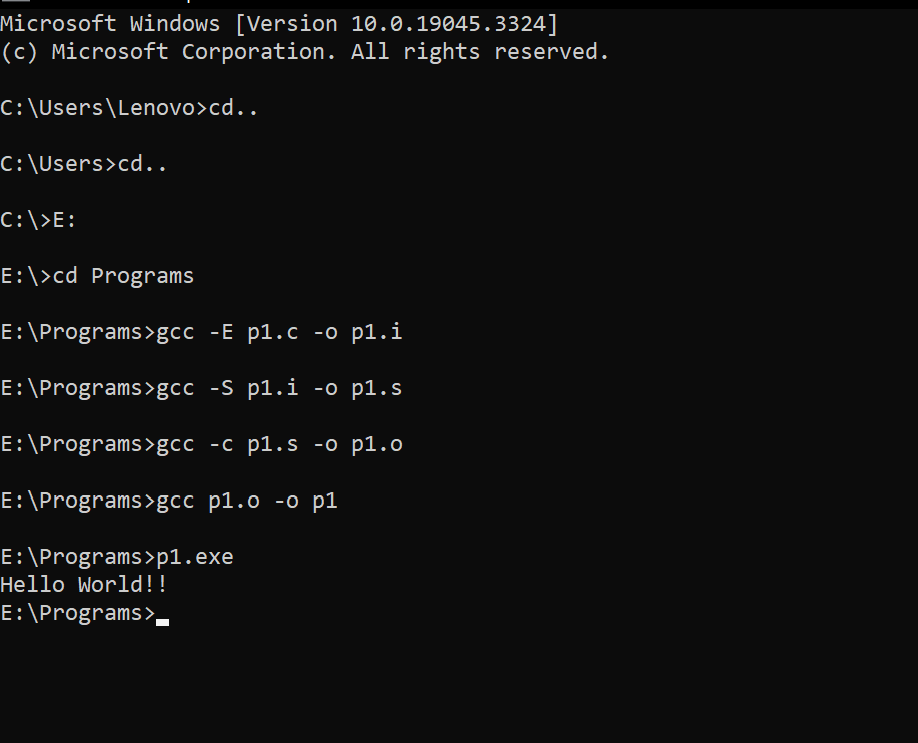 Microsoft Windows [Version 10.0.19045.3324]
(c) Microsoft Corporation. All rights reserved.
C:\Users\Lenovo>cd..
C:\Users>cd..
C:\>E:
E:\>cd Programs
E:\Programs>gcc -E p1.c -o p1.i
E:\Programs>gcc -S p1.i -o p1.s
E:\Programs>gcc -c p1.s -o p1.o
E:\Programs>gcc p1.o -o p1
E:\Programs>p1.exe
Hello World!!
E:\Programs>